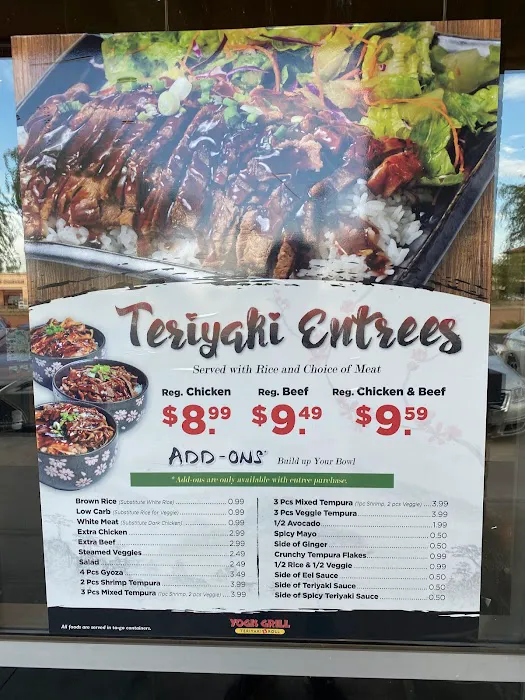 Teriyaki Entrees
Served with Rice and Choice of Meat
Reg. Chicken Reg. Beef Reg. Chicken & Beef
$8.99 $9.49 $9.59
ADD-ONS Build up Your Bowl
*Add-ons are only available with entree purchase.
Brown Rice (Substitute White Rice) 0.99
Low Carb (Substitute Rice for Veggie) 0.99
White Meat (Substitute Dark Chicken) 0.99
Extra Chicken 2.99
Extra Beef 2.99
Steamed Veggies 2.49
Salad 2.49
4 Pcs Gyoza 3.49
2 Pcs Shrimp Tempura 3.99
3 Pcs Mixed Tempura (1pc Shrimp, 2 pcs Veggie) 3.99
3 Pcs Mixed Tempura (1pc Shrimp, 2 pcs Veggie) 3.99
3 Pcs Veggie Tempura 3.99
1/2 Avocado 1.99
Spicy Mayo 0.50
Side of Ginger 0.50
Crunchy Tempura Flakes 0.99
1/2 Rice & 1/2 Veggie 0.99
Side of Eel Sauce 0.50
Side of Teriyaki Sauce 0.50
Side of Spicy Teriyaki Sauce 0.50
All foods are served in to-go containers.
YOGIS GRILL
TERIYAKI & ROLL